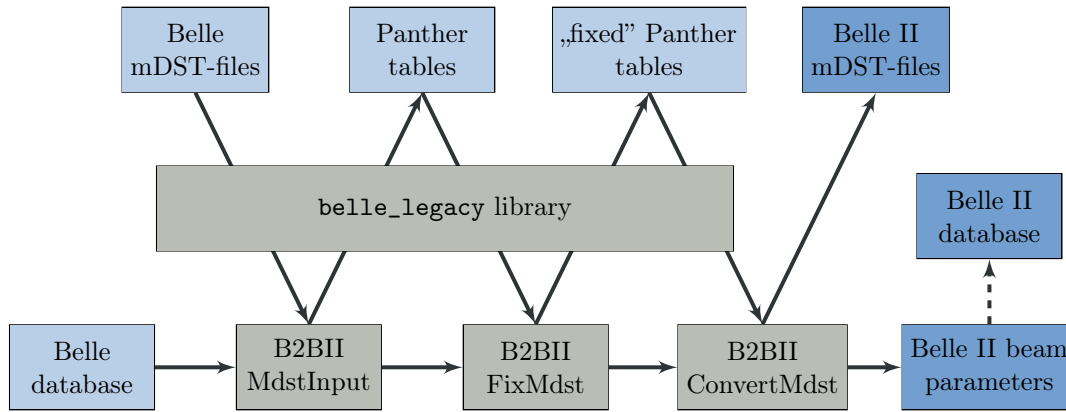 Belle
mDST-files
Panther
tables
„fixed” Panther
tables
Belle II
mDST-files
belle_legacy library
Belle II
database
Belle
database
B2BII
MdstInput
B2BII
FixMdst
B2BII
ConvertMdst
Belle II beam
parameters